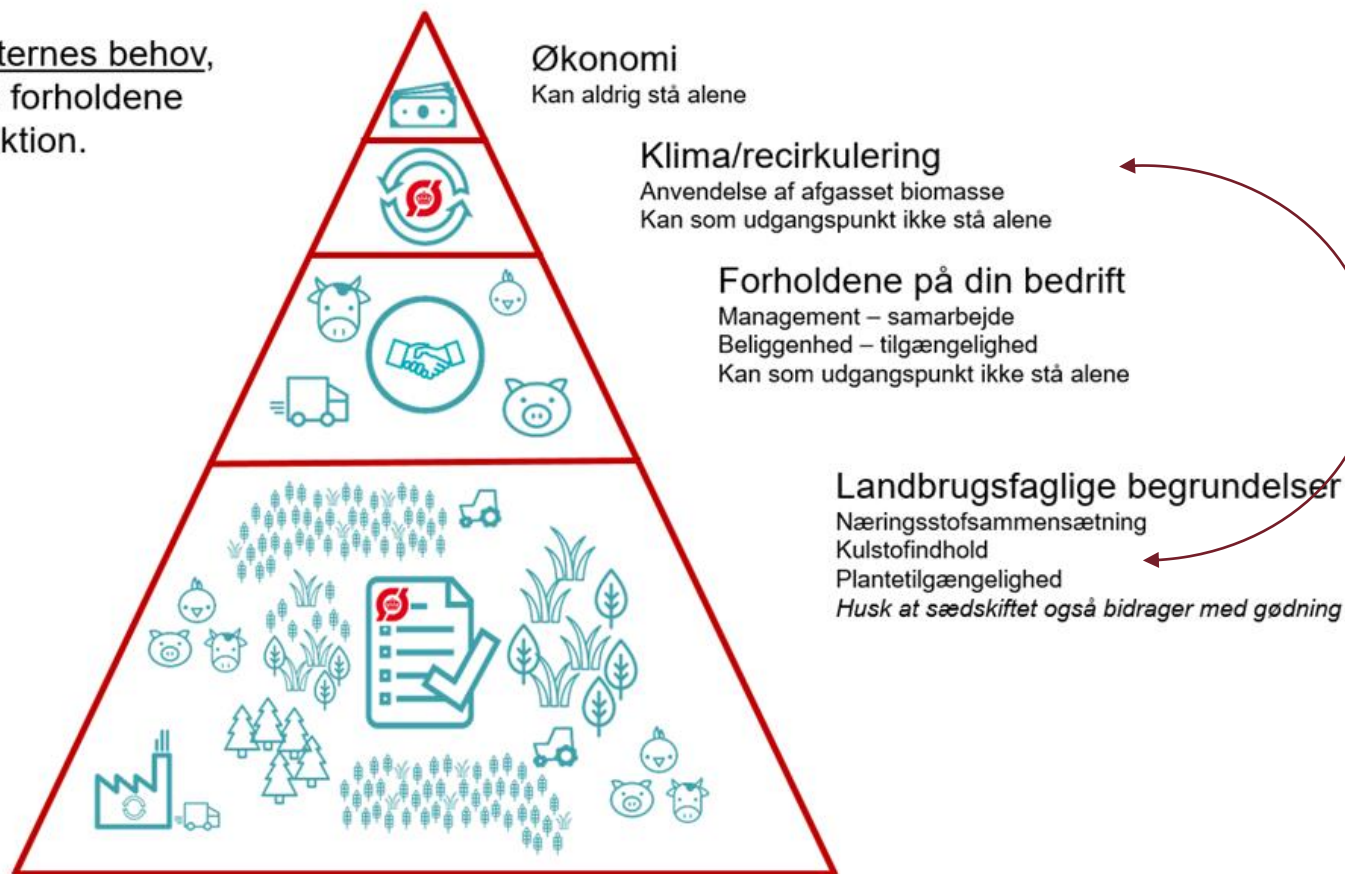 ternes behov,
forholdene
ktion.
Økonomi
Kan aldrig stå alene
Klima/recirkulering
Anvendelse af afgasset biomasse
Kan som udgangspunkt ikke stå alene
Forholdene på din bedrift
Management – samarbejde
Beliggenhed – tilgængelighed
Kan som udgangspunkt ikke stå alene
Landbrugsfaglige begrundelser
Næringsstofsammensætning
Kulstofindhold
Plantetilgængelighed
Husk at sædskiftet også bidrager med gødning